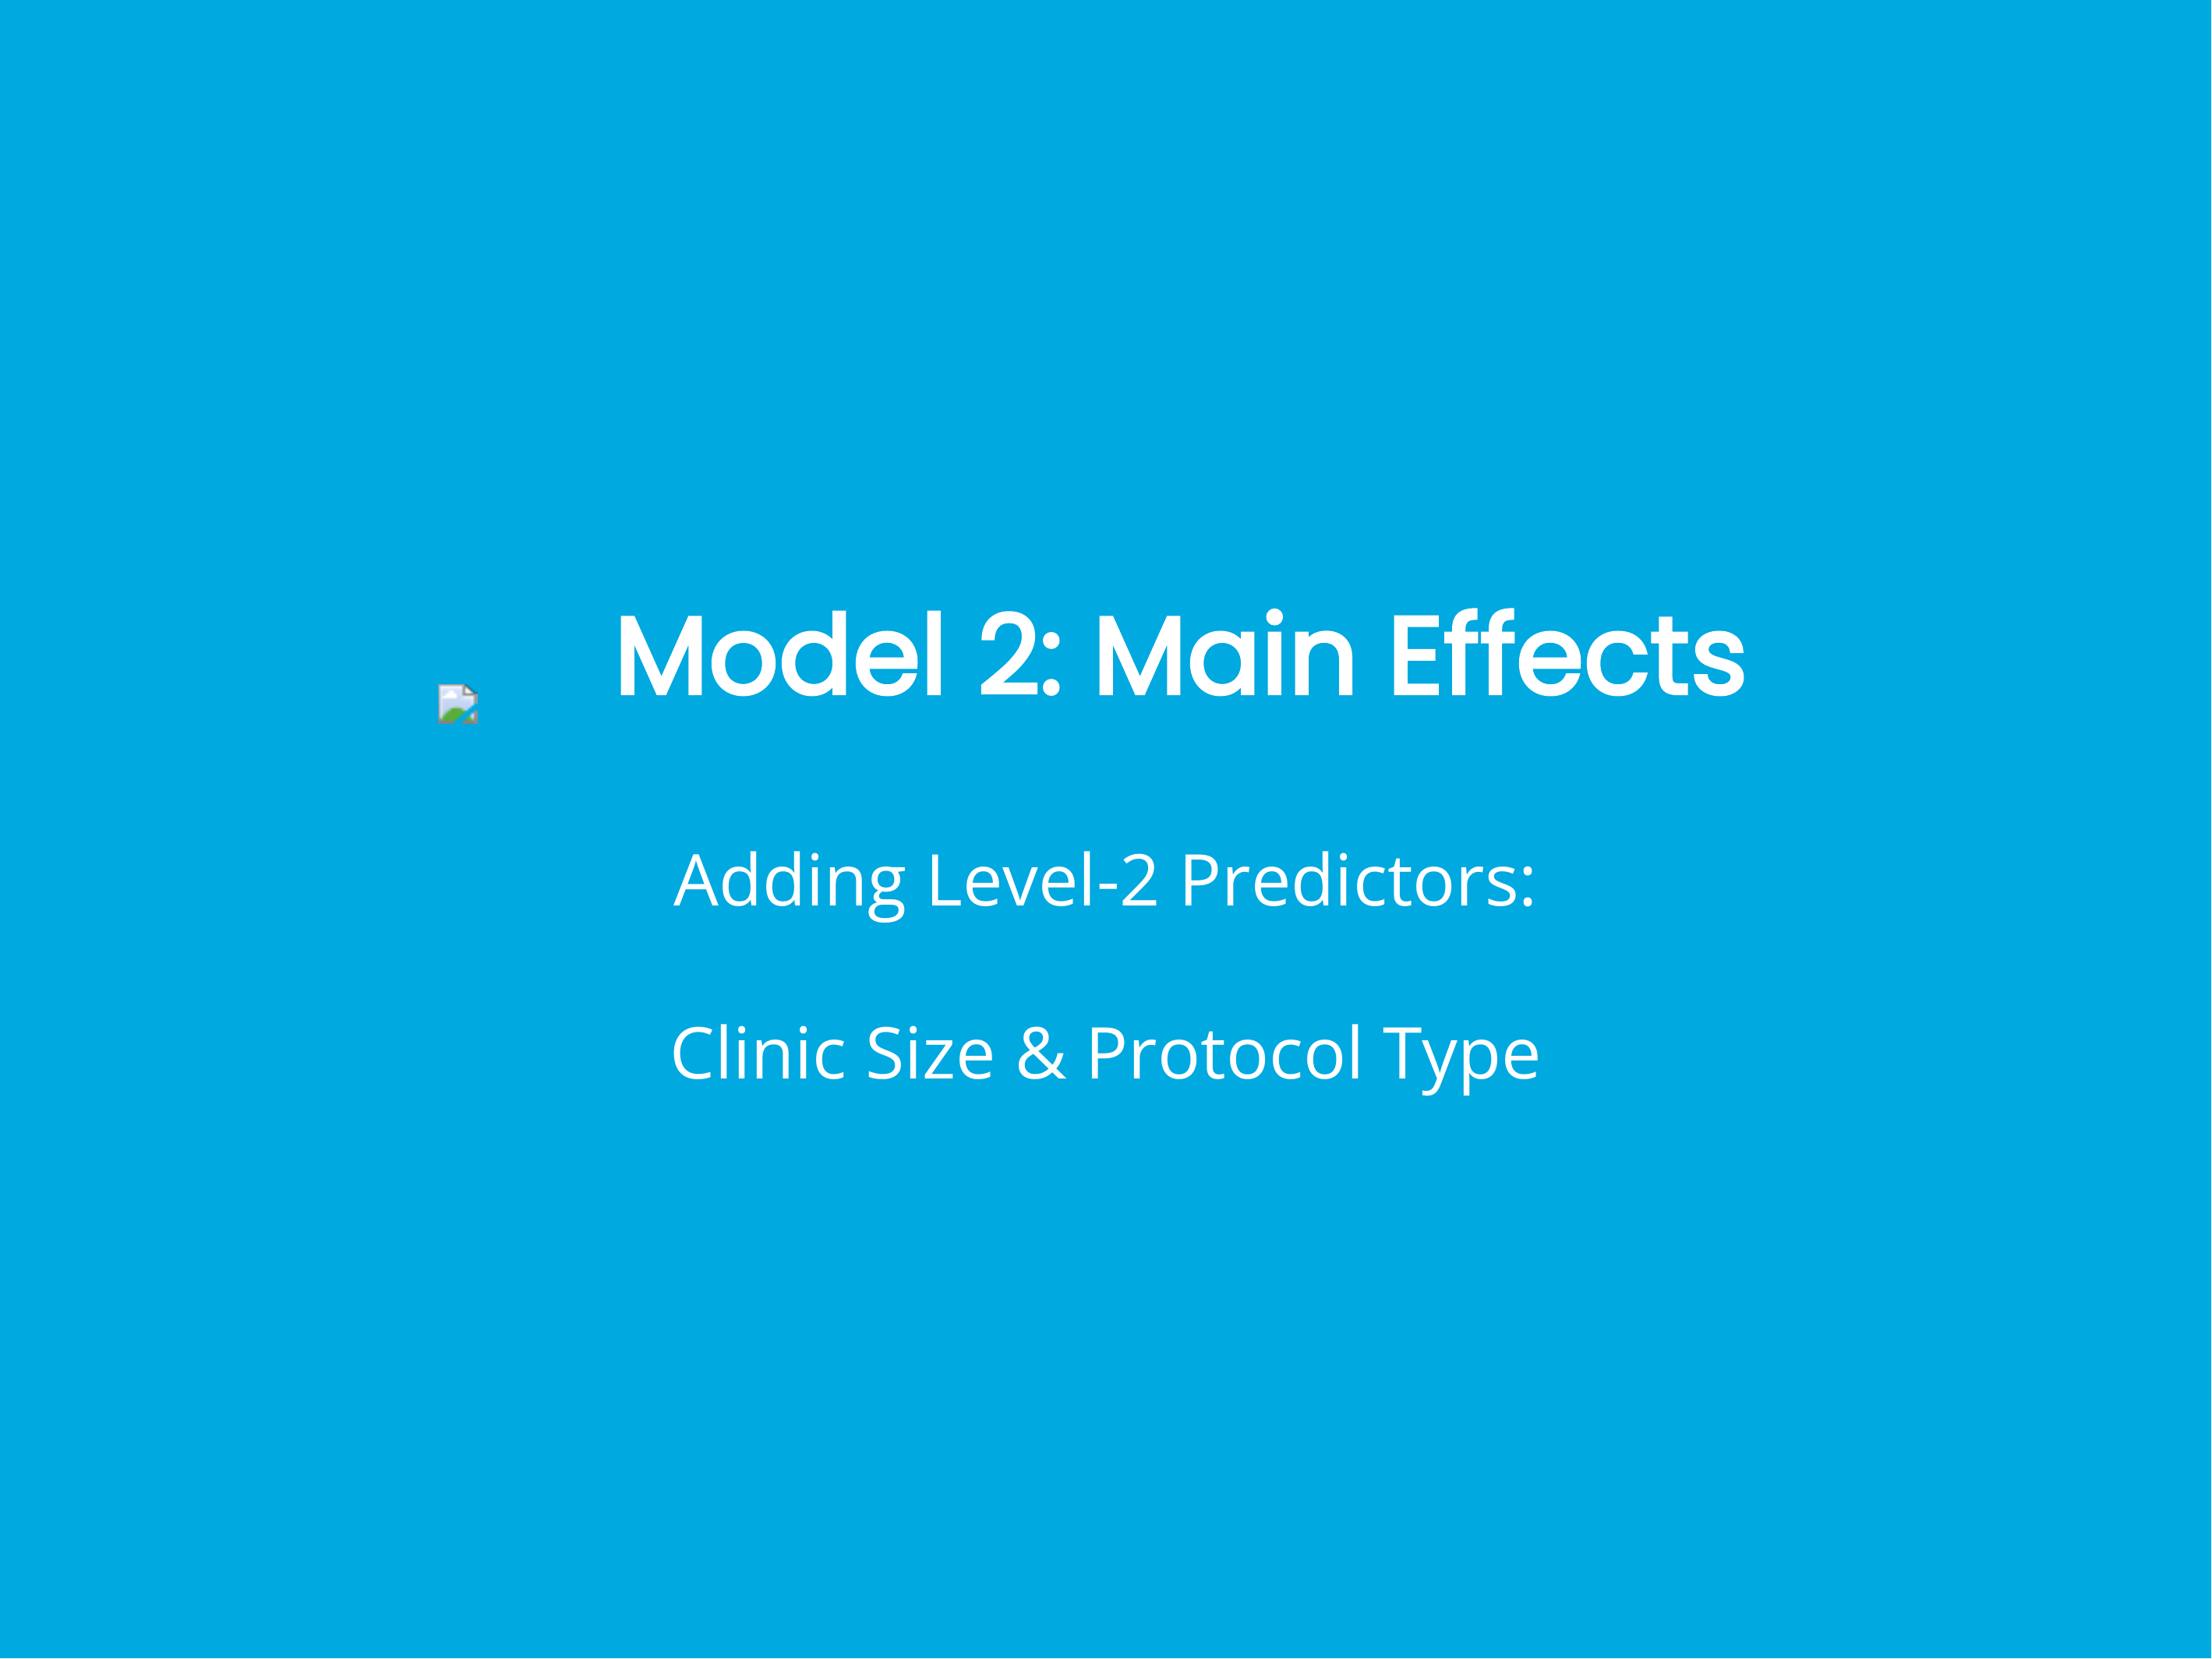 Model 2: Main Effects
Adding Level-2 Predictors:
Clinic Size & Protocol Type